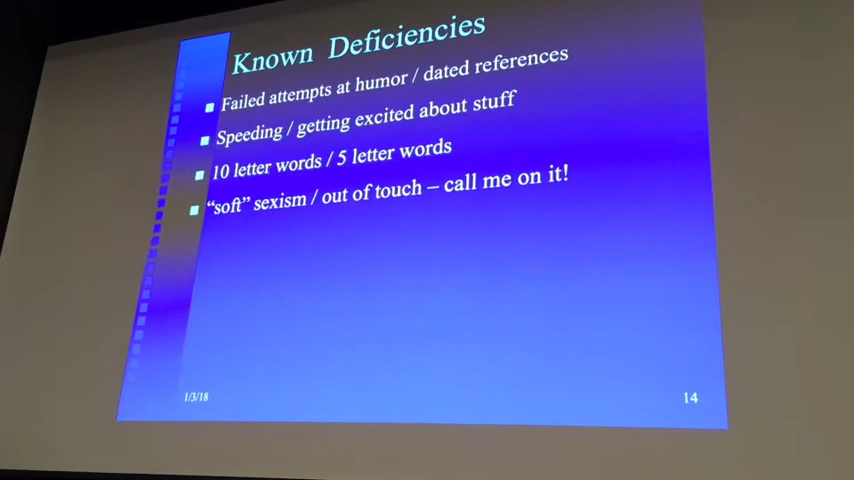 Known Deficiencies
Failed attempts at humor / dated references
Speeding / getting excited about stuff
10 letter words / 5 letter words
“soft” sexism / out of touch – call me on it!
1/3/18
14